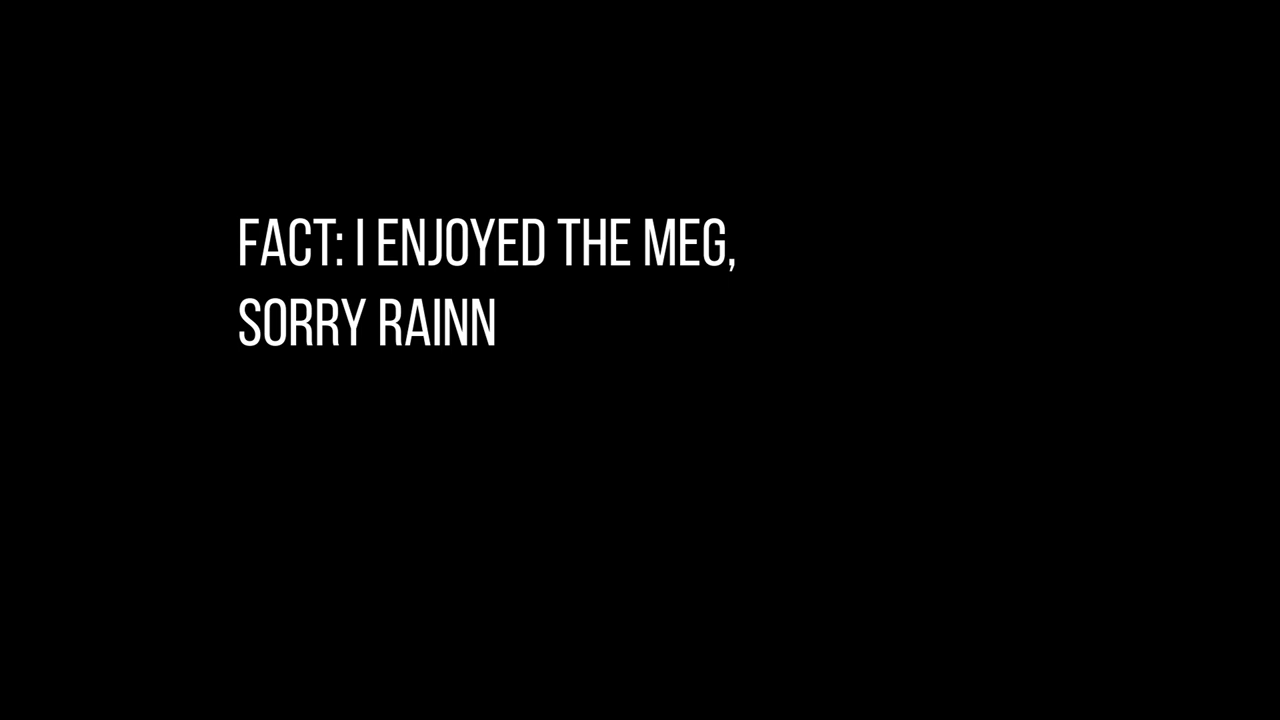 FACT: I ENJOYED THE MEG,
SORRY RAINN